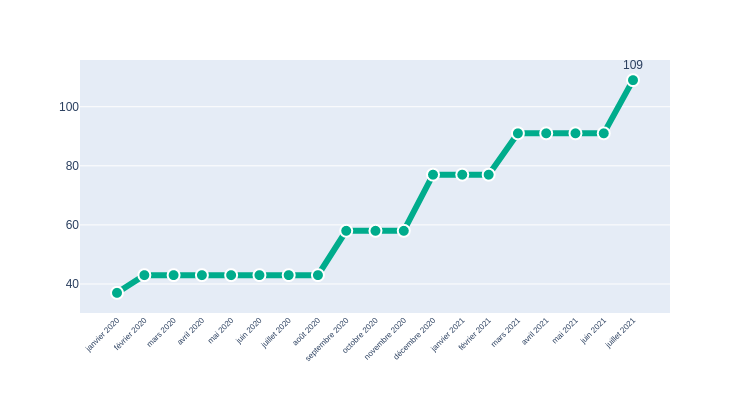 109
100
80
60
40
janvier 2020
février 2020
mars 2020
avril 2020
mai 2020
juin 2020
juillet 2020
août 2020
septembre 2020
octobre 2020
novembre 2020
décembre 2020
janvier 2021
février 2021
mars 2021
avril 2021
mai 2021
juin 2021
juillet 2021